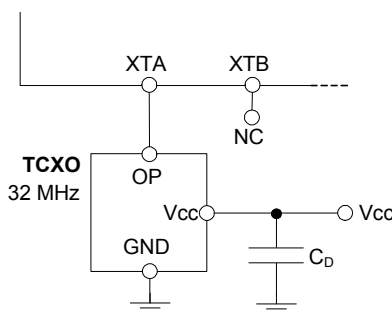 XTA
XTB
NC
TCXO
32 MHz
OP
Vcc
Vcc
GND
CD